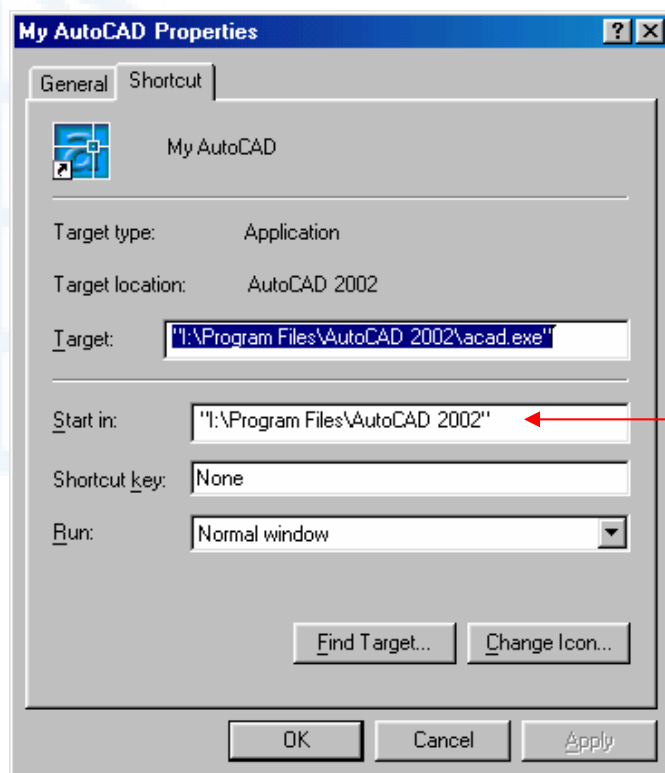 My AutoCAD Properties
General Shortcut
My AutoCAD
Target type: Application
Target location: AutoCAD 2002
Target: "I:\Program Files\AutoCAD 2002\acad.exe"
Start in: "I:\Program Files\AutoCAD 2002"
Shortcut key: None
Run: Normal window
Find Target... Change Icon...
OK Cancel Apply